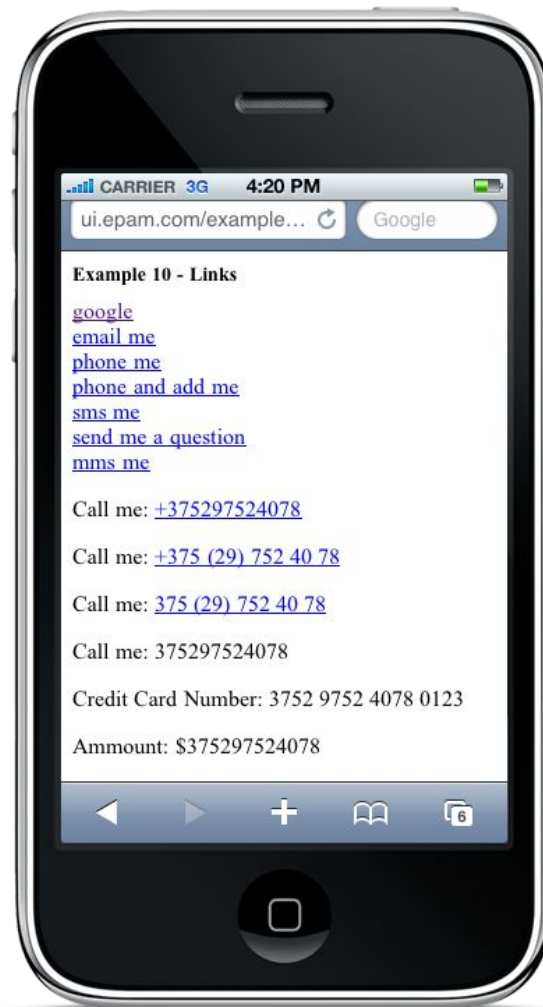 CARRIER 3G 4:20 PM
ui.epam.com/example... Google
Example 10 - Links
google
email me
phone me
phone and add me
sms me
send me a question
mms me
Call me: +375297524078
Call me: +375 (29) 752 40 78
Call me: 375 (29) 752 40 78
Call me: 375297524078
Credit Card Number: 3752 9752 4078 0123
Ammount: $375297524078
6